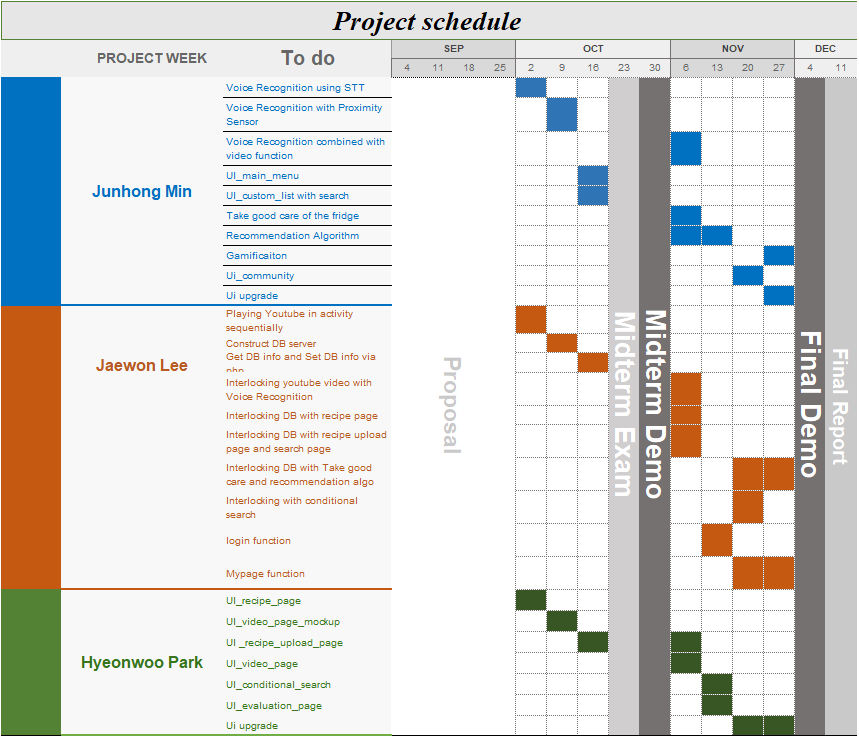 Project schedule
PROJECT WEEK To do SEP OCT NOV DEC
4 11 18 25 2 9 16 23 30 6 13 20 27 4 11
Junhong Min
Voice Recognition using STT
Voice Recognition with Proximity
Sensor
Voice Recognition combined with
video function
UI_main_menu
UI_custom_list with search
Take good care of the fridge
Recommendation Algorithm
Gamificaiton
Ui_community
Ui upgrade
Jaewon Lee
Playing Youtube in activity
sequentially
Construct DB server
Get DB info and Set DB info via
php
Interlocking youtube video with
Voice Recognition
Interlocking DB with recipe page
Interlocking DB with recipe upload
page and search page
Interlocking DB with Take good
care and recommendation algo
Interlocking with conditional
search
login function
Mypage function
Hyeonwoo Park
UI_recipe_page
UI_video_page_mockup
UI _recipe_upload_page
UI_video_page
UI_conditional_search
UI_evaluation_page
Ui upgrade
Proposal
Midterm Exam
Midterm Demo
Final Demo
Final Report